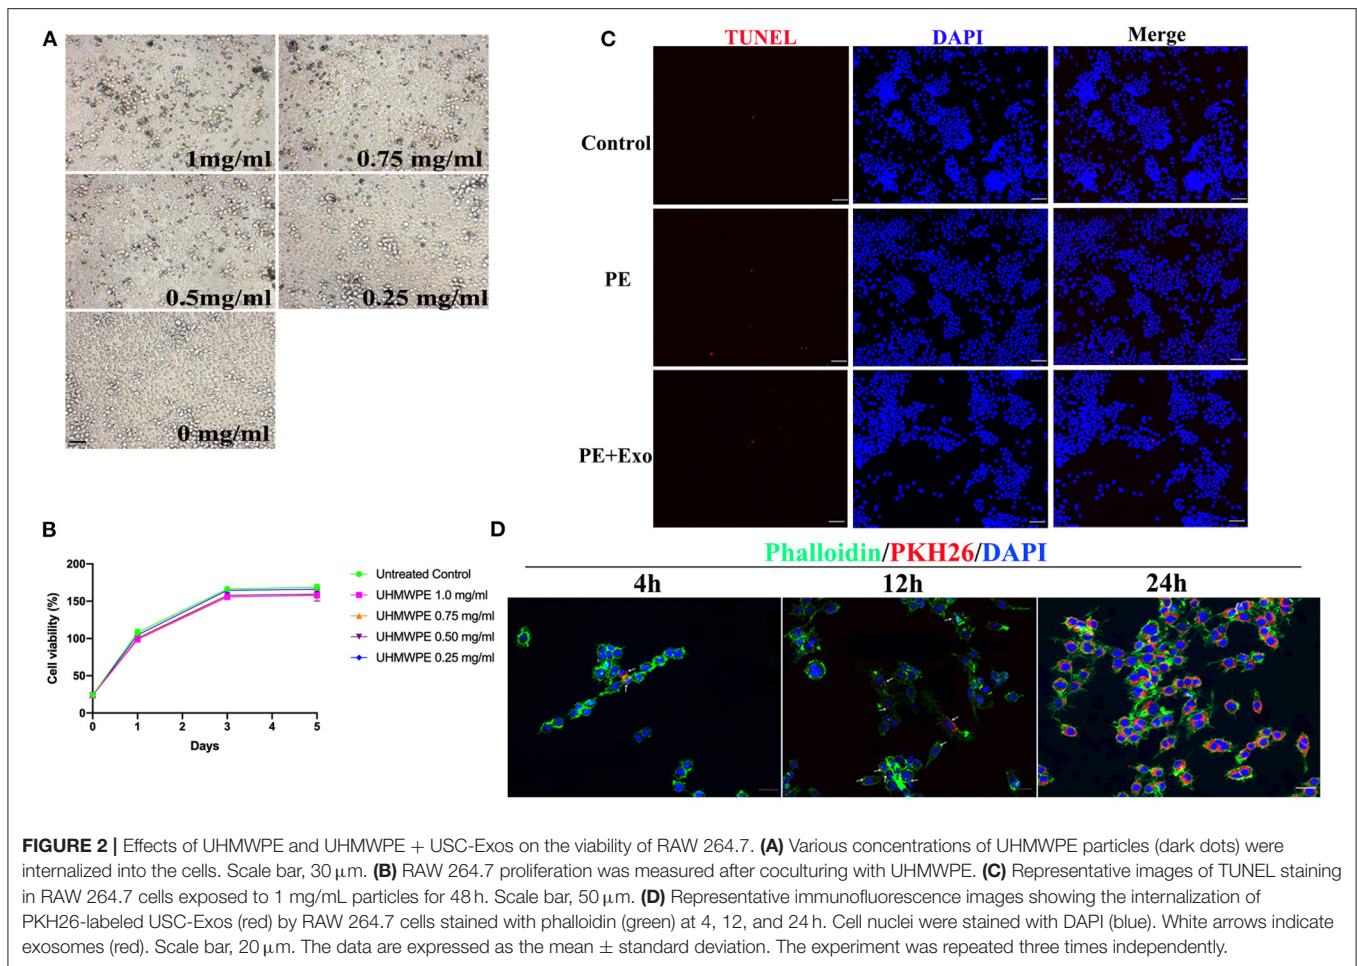 A
1mg/ml
0.75 mg/ml
0.5mg/ml
0.25 mg/ml
0 mg/ml
B
200
150
100
50
0
Cell viability (%)
0 1 2 3 4 5
Days
Untreated Control
UHMWPE 1.0 mg/ml
UHMWPE 0.75 mg/ml
UHMWPE 0.50 mg/ml
UHMWPE 0.25 mg/ml
C
TUNEL DAPI Merge
Control
PE
PE+Exo
D
Phalloidin/PKH26/DAPI
4h 12h 24h
FIGURE 2 | Effects of UHMWPE and UHMWPE + USC-Exos on the viability of RAW 264.7. (A) Various concentrations of UHMWPE particles (dark dots) were
internalized into the cells. Scale bar, 30 μm. (B) RAW 264.7 proliferation was measured after coculturing with UHMWPE. (C) Representative images of TUNEL staining
in RAW 264.7 cells exposed to 1 mg/mL particles for 48 h. Scale bar, 50 μm. (D) Representative immunofluorescence images showing the internalization of
PKH26-labeled USC-Exos (red) by RAW 264.7 cells stained with phalloidin (green) at 4, 12, and 24 h. Cell nuclei were stained with DAPI (blue). White arrows indicate
exosomes (red). Scale bar, 20 μm. The data are expressed as the mean ± standard deviation. The experiment was repeated three times independently.